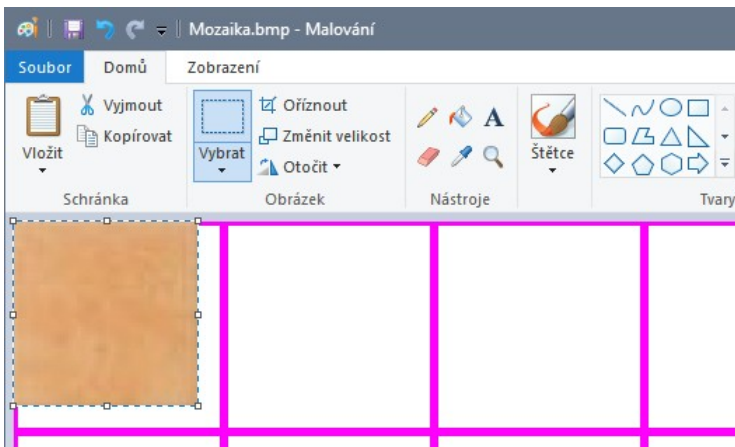 Mozaika.bmp - Malování
Soubor Domů Zobrazení
Vložit
Vyjmout
Kopírovat
Schránka
Vybrat
Oříznout
Změnit velikost
Otočit
Obrázek
A
Nástroje
Štětce
Tvary